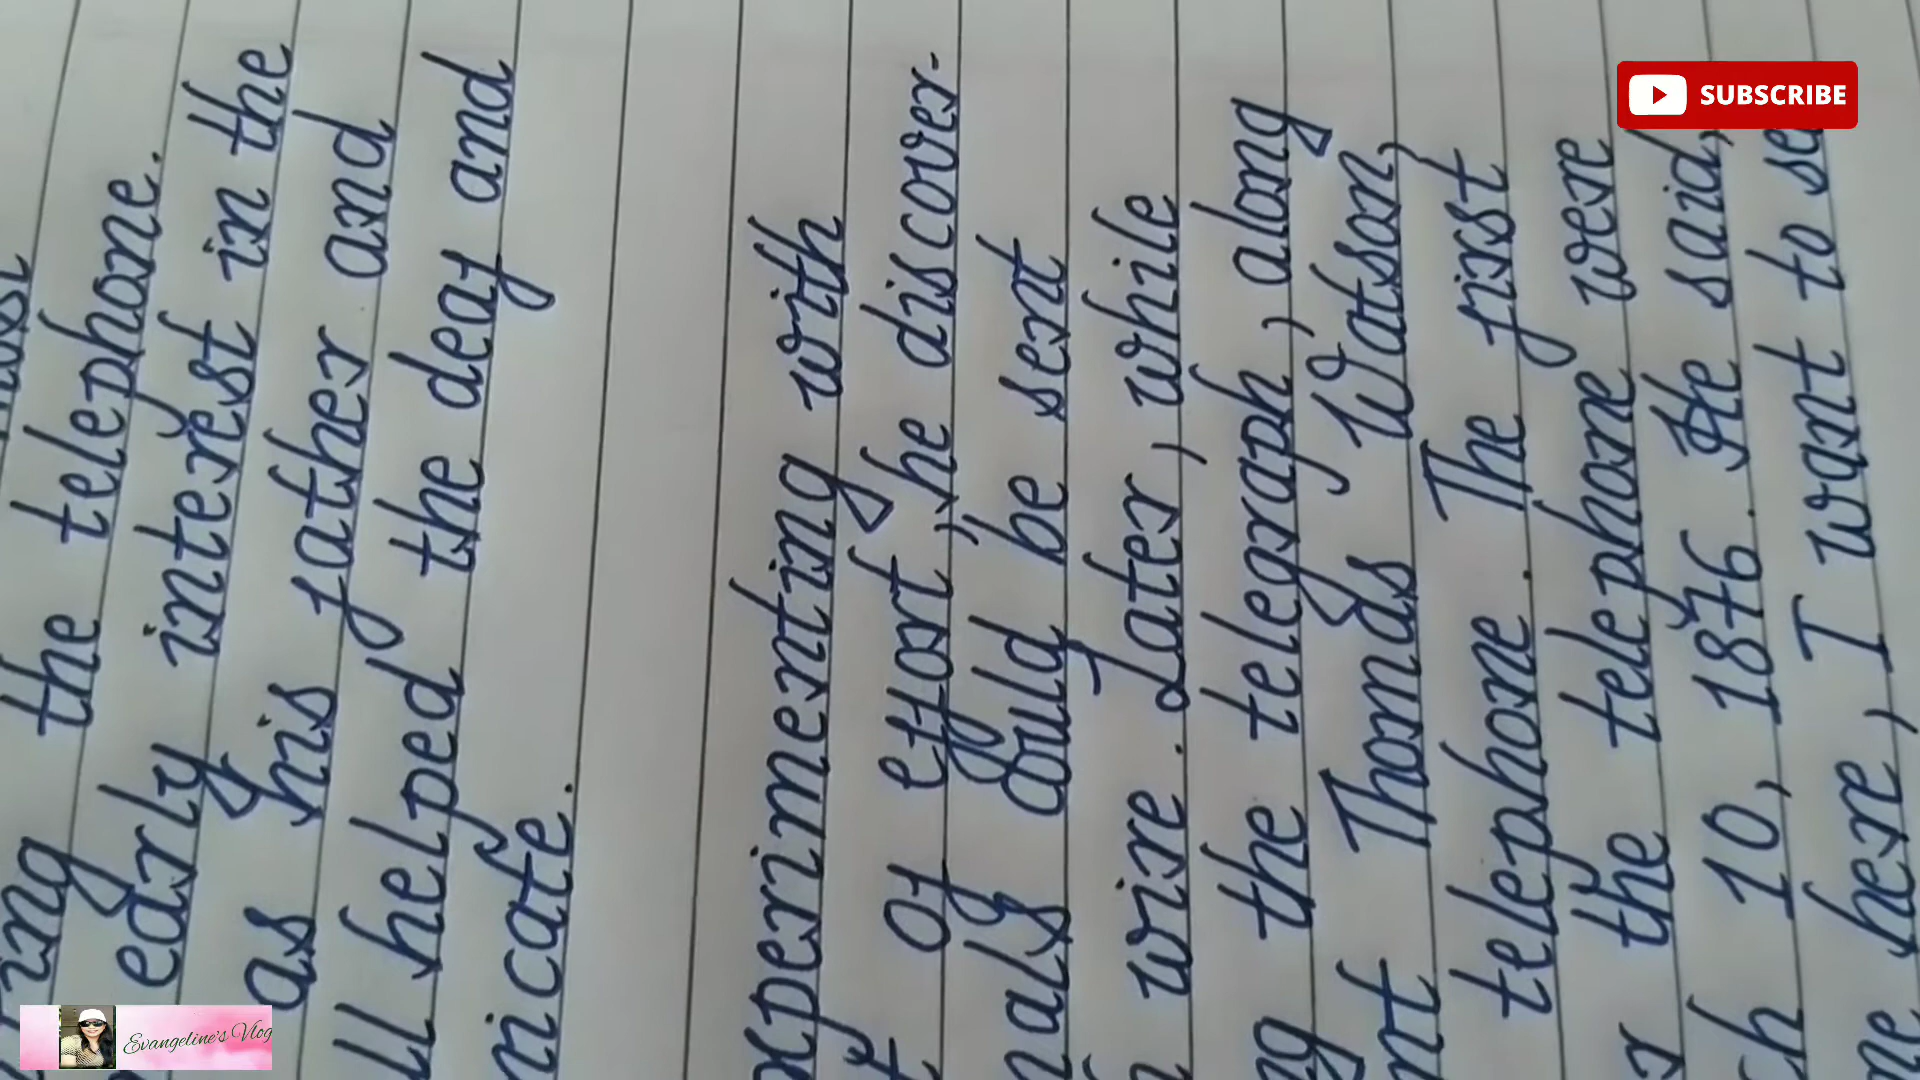 the telephone.
early interest in the
as his father and
helped the deaf and
experimenting with
of effort, he discover-
could be sent
wire. Later, while
the telegraph, along
Thomas Watson,
telephone. The first
the telephone were
10, 1876. He said,
here, I want to se
SUBSCRIBE
Evangeline's Vlog